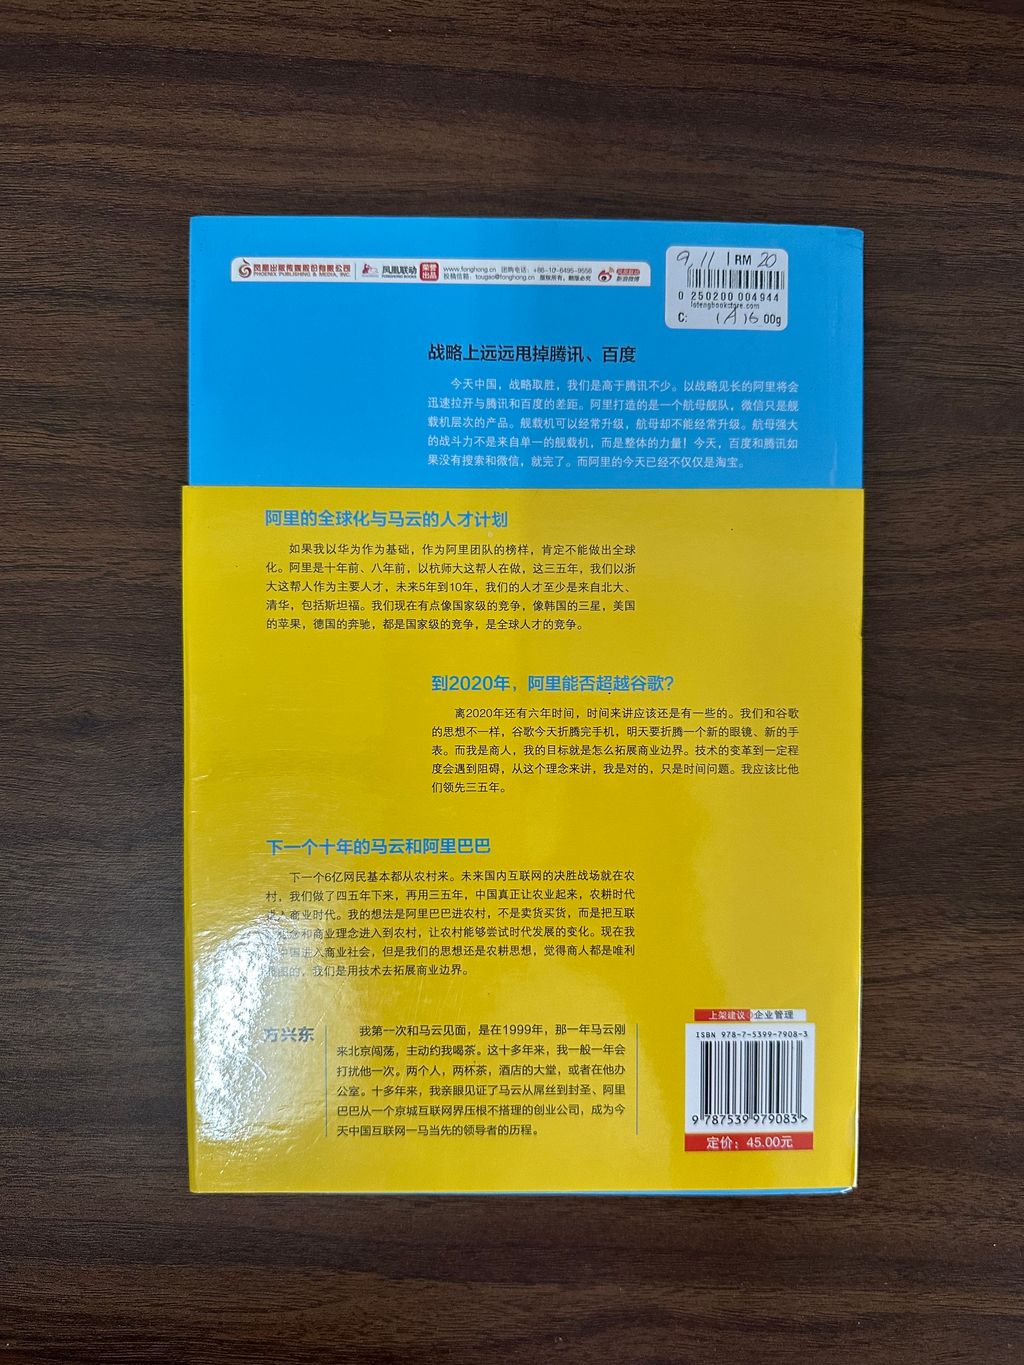 凤凰出版传媒股份有限公司
PHOENIX PUBLISHING & MEDIA, INC.
凤凰联动
FONGHONG BOOKS
荣誉
出品
www.fonghong.cn 团购电话：+86-10-6495-9556
投稿信箱：tougao@fonghong.cn 版权所有，翻版必究
新浪微博
9.11 RM 20
0 250200 004944
C: 00g
战略上远远甩掉腾讯、百度
今天中国，战略取胜，我们是高于腾讯不少。以战略见长的阿里将会
迅速拉开与腾讯和百度的差距。阿里打造的是一个航母舰队，微信只是舰
载机层次的产品。舰载机可以经常升级，航母却不能经常升级。航母强大
的战斗力不是来自单一的舰载机，而是整体的力量！今天，百度和腾讯如
果没有搜索和微信，就完了。而阿里的今天已经不仅仅是淘宝。
阿里的全球化与马云的人才计划
如果我以华为作为基础，作为阿里团队的榜样，肯定不能做出全球
化。阿里是十年前、八年前，以杭师大这帮人在做，这三五年，我们以浙
大这帮人作为主要人才，未来5年到10年，我们的人才至少是来自北大、
清华，包括斯坦福。我们现在有点像国家级的竞争，像韩国的三星，美国
的苹果，德国的奔驰，都是国家级的竞争，是全球人才的竞争。
到2020年，阿里能否超越谷歌？
离2020年还有六年时间，时间来讲应该还是有一些的。我们和谷歌
的思想不一样，谷歌今天折腾完手机，明天要折腾一个新的眼镜、新的手
表。而我是商人，我的目标就是怎么拓展商业边界。技术的变革到一定程
度会遇到阻碍，从这个理念来讲，我是对的，只是时间问题。我应该比他
们领先三五年。
下一个十年的马云和阿里巴巴
下一个6亿网民基本都从农村来。未来国内互联网的决胜战场就在农
村，我们做了四五年下来，再用三五年，中国真正让农业起来，农耕时代
进入商业时代。我的想法是阿里巴巴进农村，不是卖货买货，而是把互联
念和商业理念进入到农村，让农村能够尝试时代发展的变化。现在我
中国进入商业社会，但是我们的思想还是农耕思想，觉得商人都是唯利
是图的，我们是用技术去拓展商业边界。
方兴东
我第一次和马云见面，是在1999年，那一年马云刚
来北京闯荡，主动约我喝茶。这十多年来，我一般一年会
打扰他一次。两个人，两杯茶，酒店的大堂，或者在他办
公室。十多年来，我亲眼见证了马云从屌丝到封圣、阿里
巴巴从一个京城互联网界压根不搭理的创业公司，成为今
天中国互联网一马当先的领导者的历程。
上架建议 企业管理
ISBN 978-7-5399-7908-3
9 787539 979083>
定价：45.00元